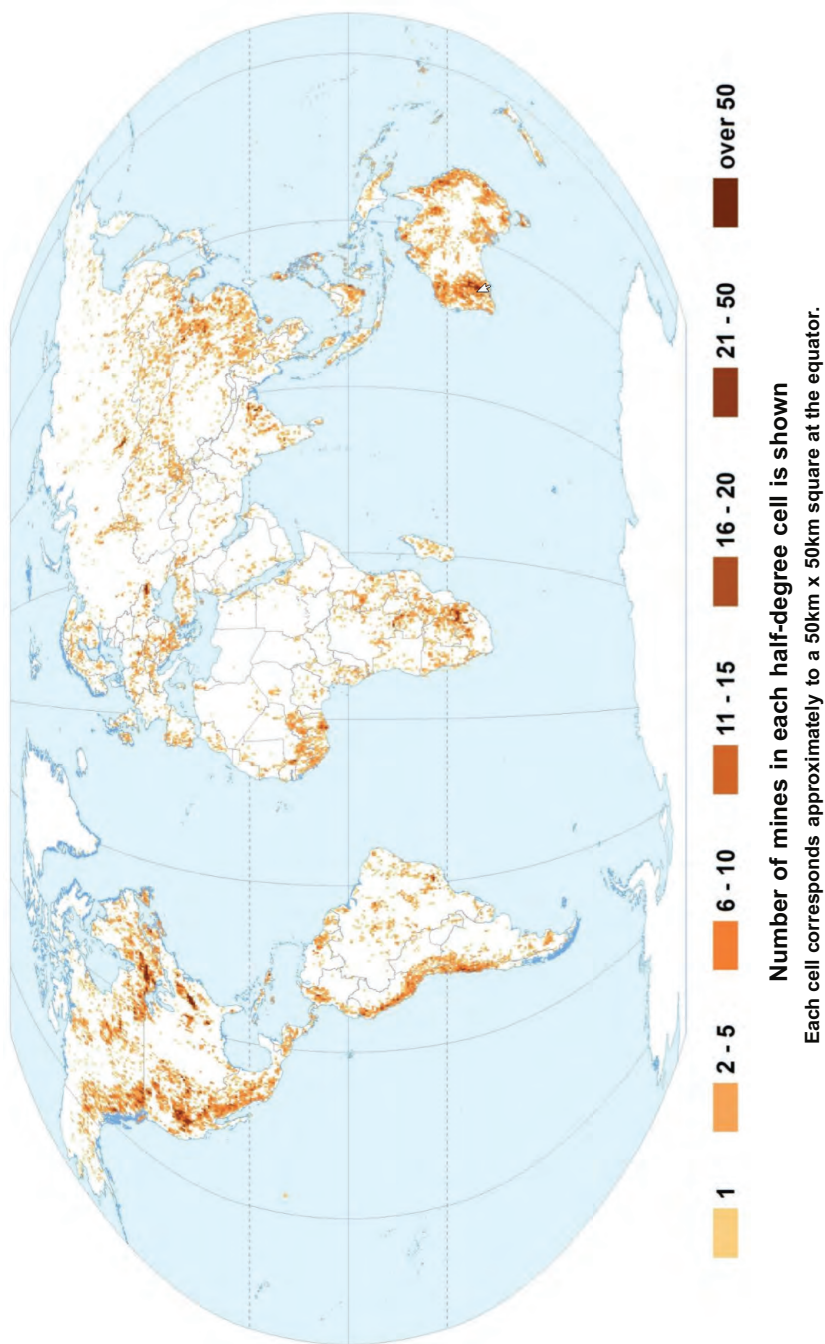 1
2 - 5
6 - 10
11 - 15
16 - 20
21 - 50
over 50
Number of mines in each half-degree cell is shown
Each cell corresponds approximately to a 50km x 50km square at the equator.